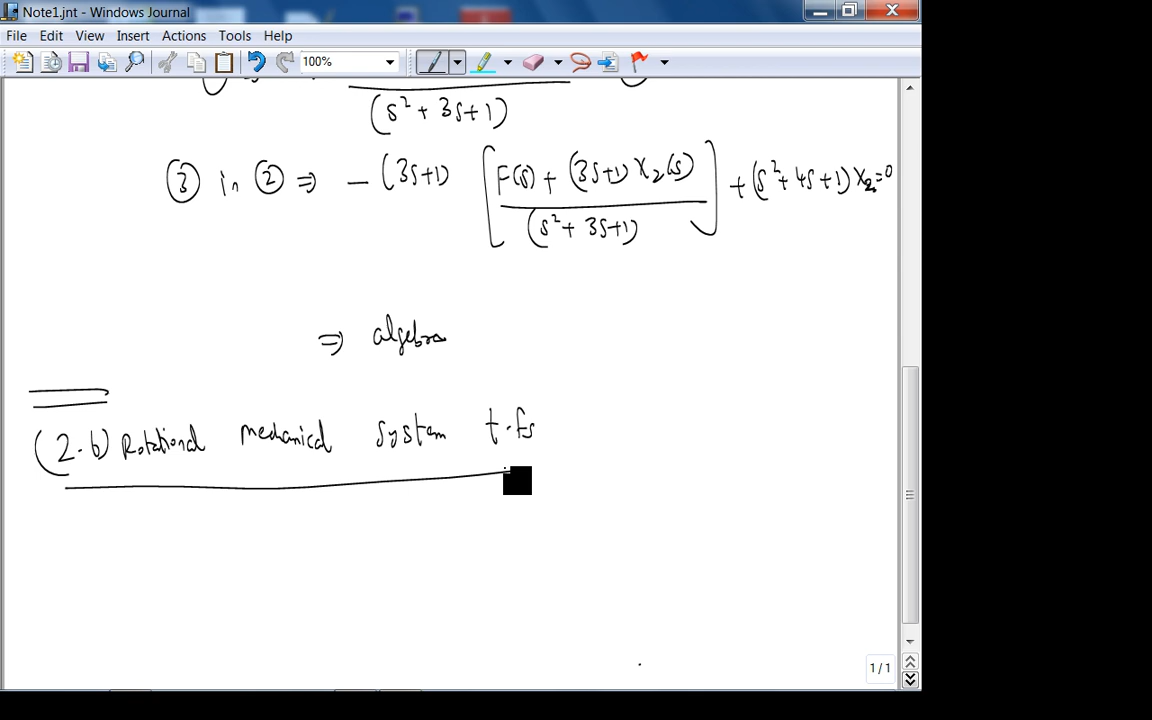 Note1.jnt - Windows Journal
File Edit View Insert Actions Tools Help
100%
(s² + 3s+1)
③ in ② ⇒ - (3s+1) [F(s) + (3s+1) X₂(s) / (s² + 3s+1)] + (s² + 4s+1) X₂=0
⇒ algebra
(2.6) Rotational mechanical system t.fs
1 / 1